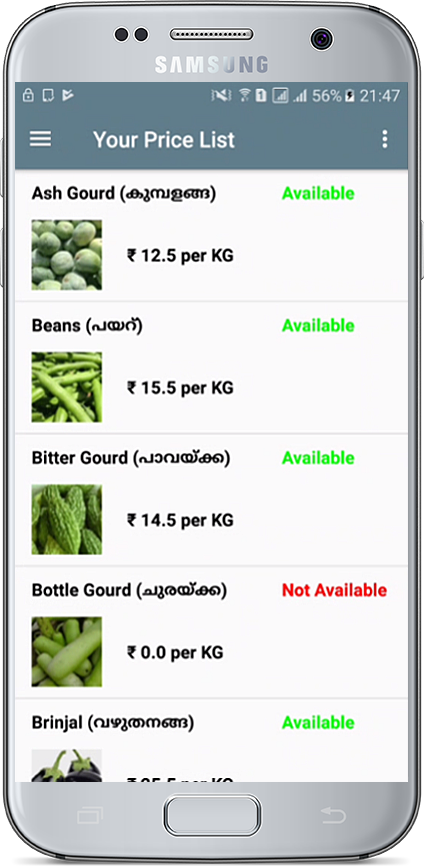 SAMSUNG
56% 21:47
Your Price List
Ash Gourd (കുമ്പളങ്ങ) Available
₹ 12.5 per KG
Beans (പയറ്) Available
₹ 15.5 per KG
Bitter Gourd (പാവയ്ക്ക) Available
₹ 14.5 per KG
Bottle Gourd (ചുരയ്ക്ക) Not Available
₹ 0.0 per KG
Brinjal (വഴുതനങ്ങ) Available